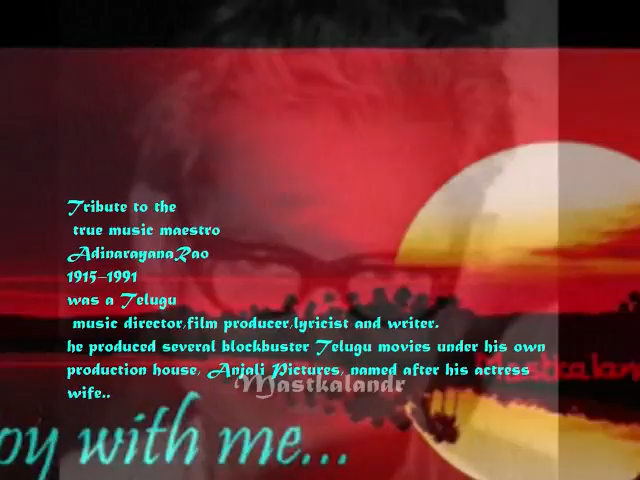 Tribute to the
true music maestro
AdinarayanaRao
1915-1991
was a Telugu
music director,film producer,lyricist and writer.
he produced several blockbuster Telugu movies under his own
production house, Anjali Pictures, named after his actress
wife..
Mastkalandr
Mastkalan
oy with me...